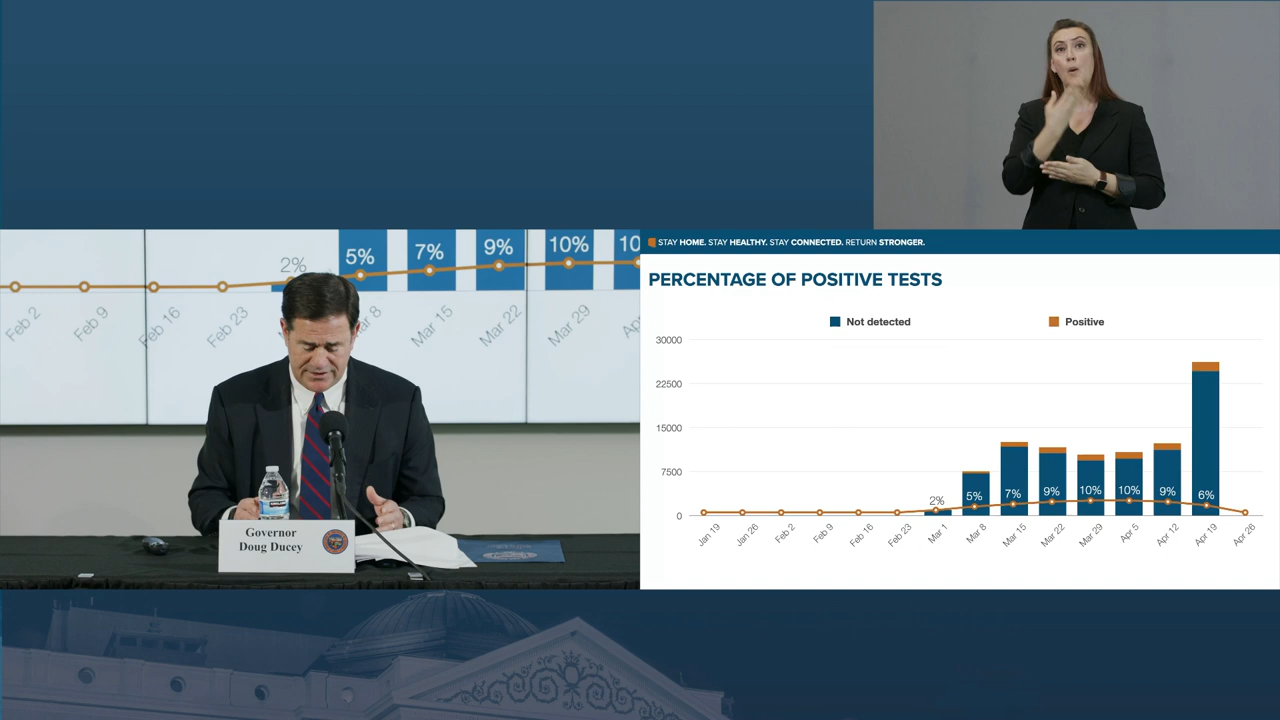 5%
7%
9%
10%
10
2%
Feb 2
Feb 9
Feb 16
Feb 23
Mar 15
Mar 22
Mar 29
Governor
Doug Ducey
STAY HOME. STAY HEALTHY. STAY CONNECTED. RETURN STRONGER.
PERCENTAGE OF POSITIVE TESTS
Not detected
Positive
30000
22500
15000
7500
0
2%
5%
7%
9%
10%
10%
9%
6%
Jan 19
Jan 26
Feb 2
Feb 9
Feb 16
Feb 23
Mar 1
Mar 8
Mar 15
Mar 22
Mar 29
Apr 5
Apr 12
Apr 19
Apr 26